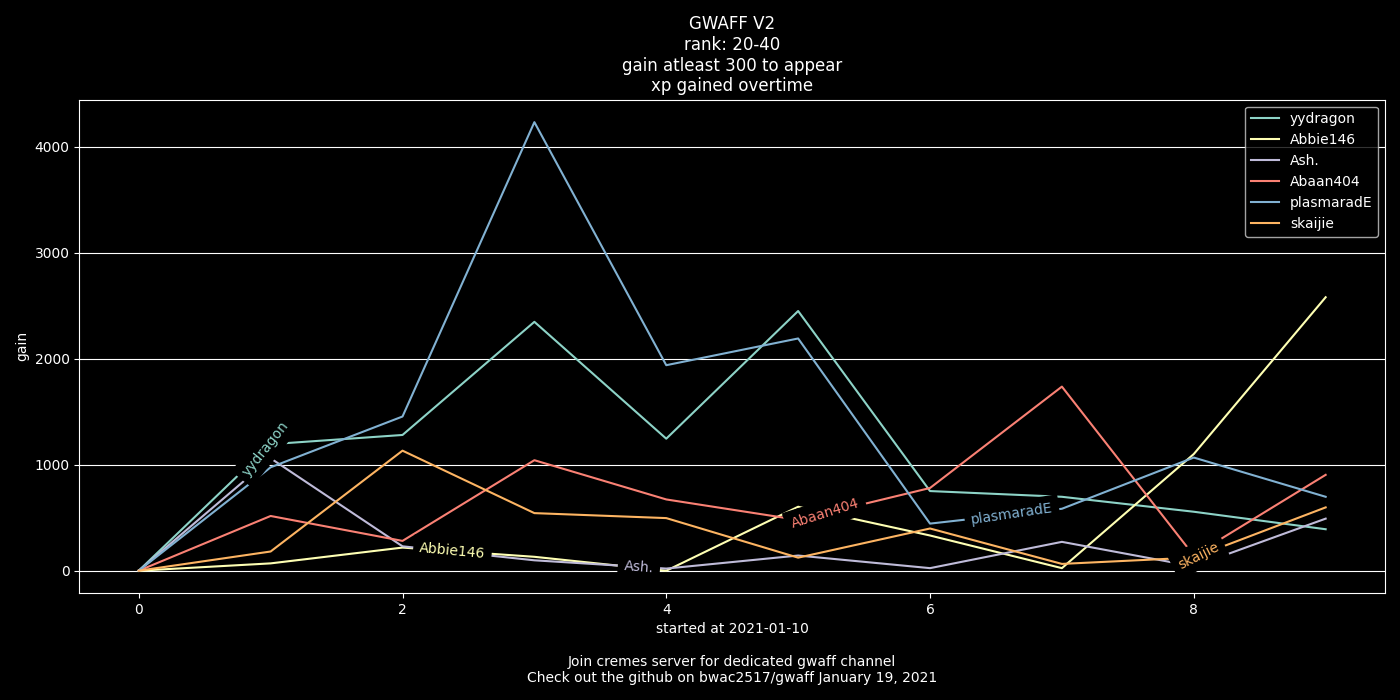 GWAFF V2
rank: 20-40
gain atleast 300 to appear
xp gained overtime
yydragon
Abbie146
Ash.
Abaan404
plasmaradE
skaijie
4000
3000
2000
1000
0
gain
yydragon
Abbie146
Ash.
Abaan404
plasmaradE
skaijie
0 2 4 6 8
started at 2021-01-10
Join cremes server for dedicated gwaff channel
Check out the github on bwac2517/gwaff January 19, 2021